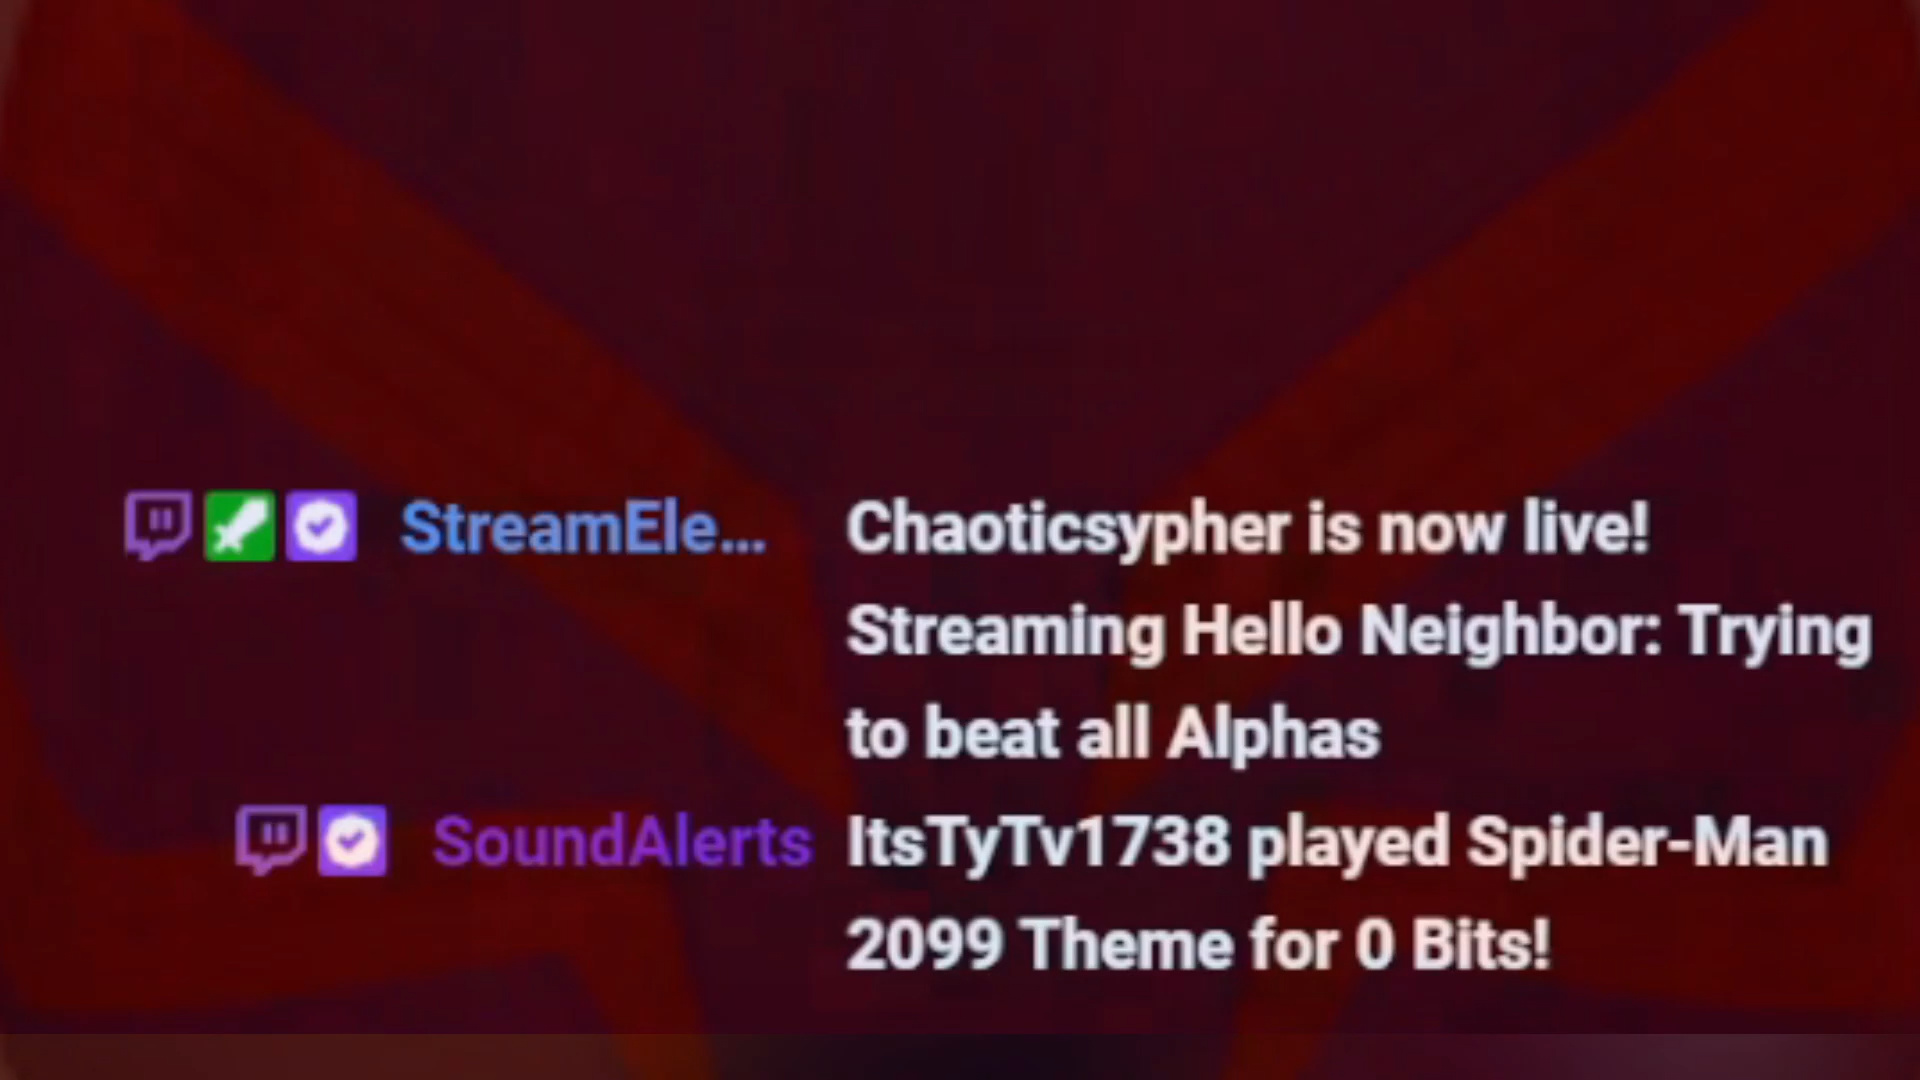 StreamEle... Chaoticsypher is now live!
Streaming Hello Neighbor: Trying
to beat all Alphas
SoundAlerts ItsTyTv1738 played Spider-Man
2099 Theme for 0 Bits!